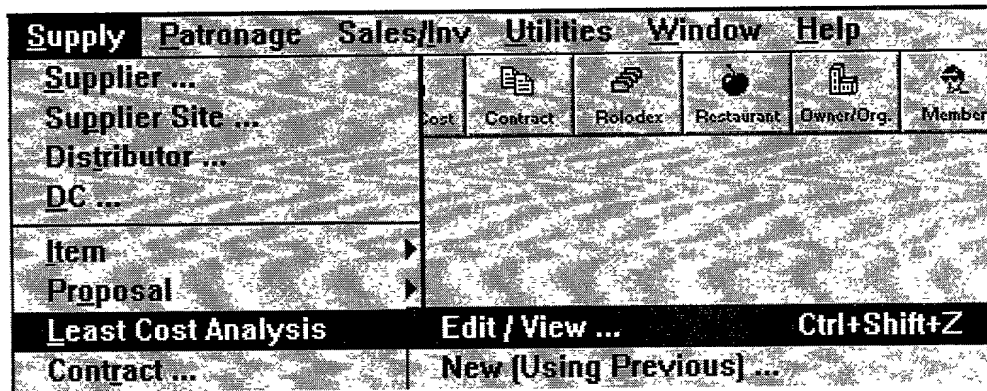 Supply Patronage Sales/Inv Utilities Window Help
Supplier ...
Supplier Site ...
Distributor ...
DC ...
Cost Contract Rolodex Restaurant Owner/Org. Member
Item
Proposal
Least Cost Analysis Edit / View ... Ctrl+Shift+Z
Contract ... New (Using Previous) ...